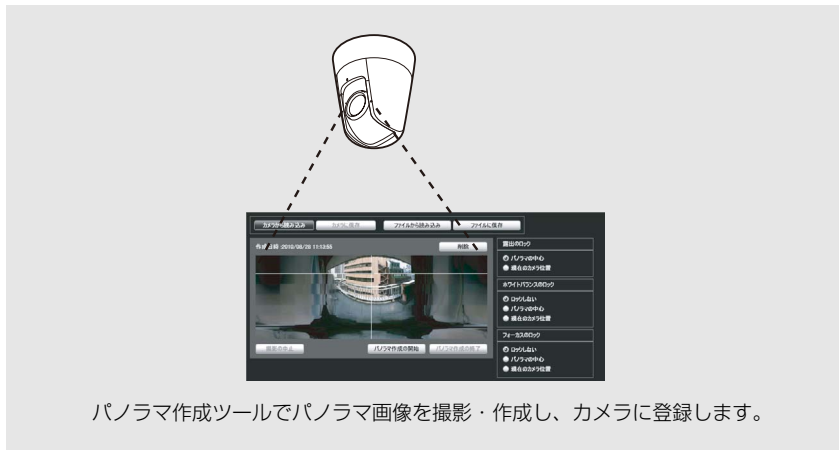 カメラから読み込み カメラに保存 ファイルから読み込み ファイルに保存
作成日時 :2010/08/20 11:13:55 削除
露出のロック
パノラマの中心
現在のカメラ位置
ホワイトバランスのロック
ロックしない
パノラマの中心
現在のカメラ位置
フォーカスのロック
ロックしない
パノラマの中心
現在のカメラ位置
撮影の中止 パノラマ作成の開始 パノラマ作成の終了
パノラマ作成ツールでパノラマ画像を撮影・作成し、カメラに登録します。